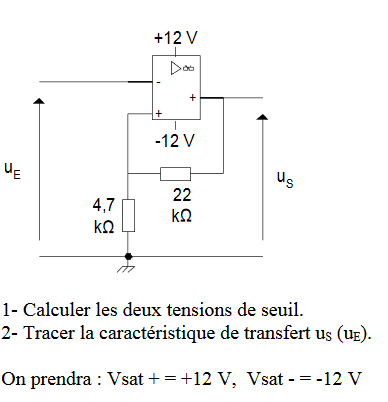 +12 V
▷∞
-
+
+
-12 V
uE
uS
22
kΩ
4,7
kΩ
1- Calculer les deux tensions de seuil.
2- Tracer la caractéristique de transfert uS (uE).
On prendra : Vsat + = +12 V, Vsat - = -12 V